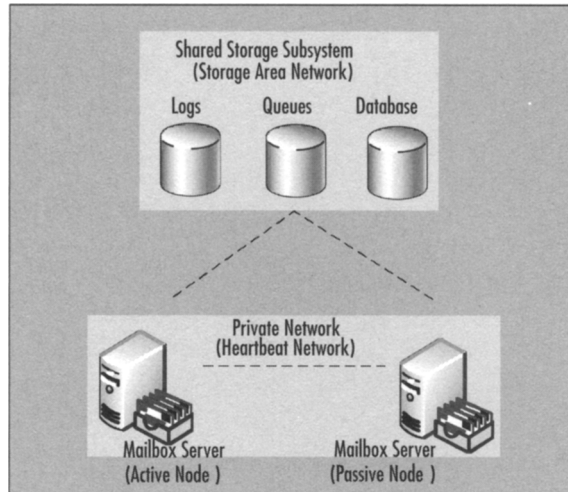 Shared Storage Subsystem
(Storage Area Network)
Logs
Queues
Database
Private Network
(Heartbeat Network)
Mailbox Server
(Active Node )
Mailbox Server
(Passive Node )